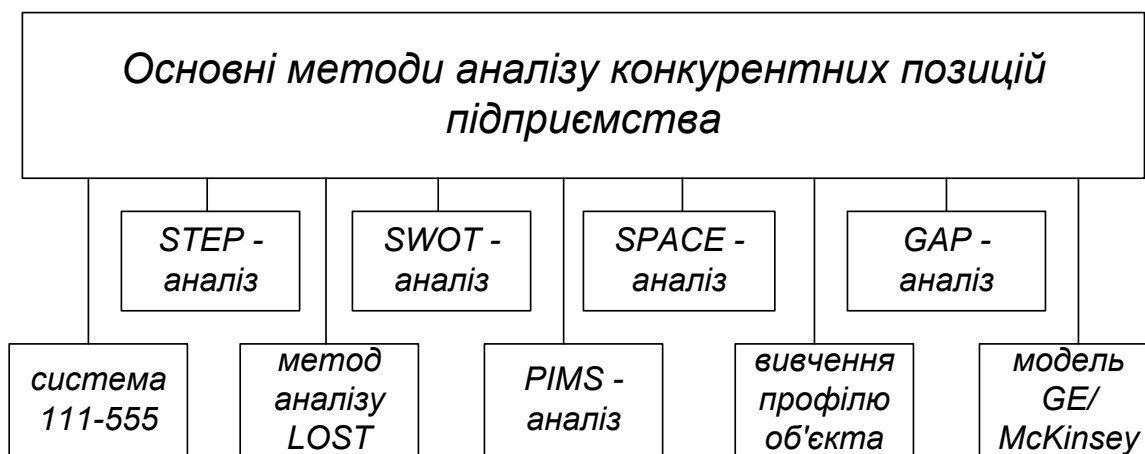 Основні методи аналізу конкурентних позицій
підприємства
STEP -
аналіз
SWOT -
аналіз
SPACE -
аналіз
GAP -
аналіз
система
111-555
метод
аналізу
LOST
PIMS -
аналіз
вивчення
профілю
об'єкта
модель
GE/
McKinsey